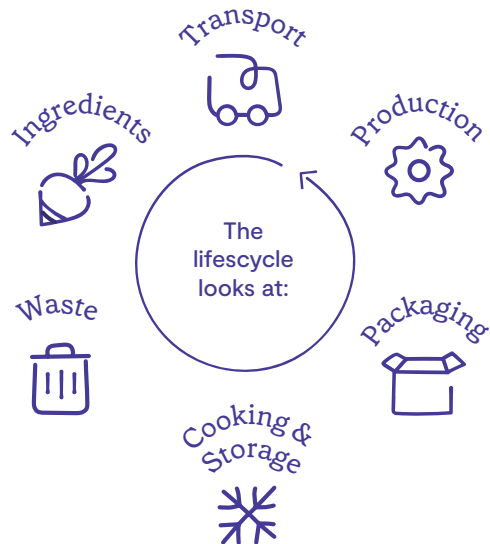 Transport
Ingredients
Production
The
lifescycle
looks at:
Waste
Packaging
Cooking &
Storage